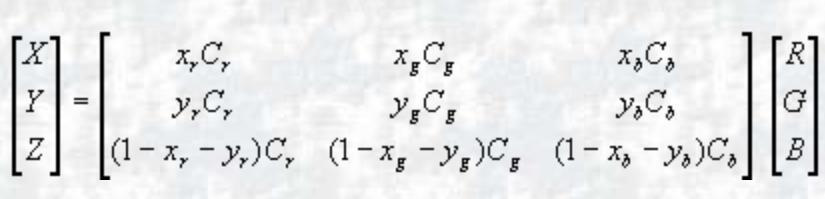 [X] = [x_r C_r x_g C_g x_b C_b] [R]
[Y] = [y_r C_r y_g C_g y_b C_b] [G]
[Z] = [(1 - x_r - y_r)C_r (1 - x_g - y_g)C_g (1 - x_b - y_b)C_b] [B]